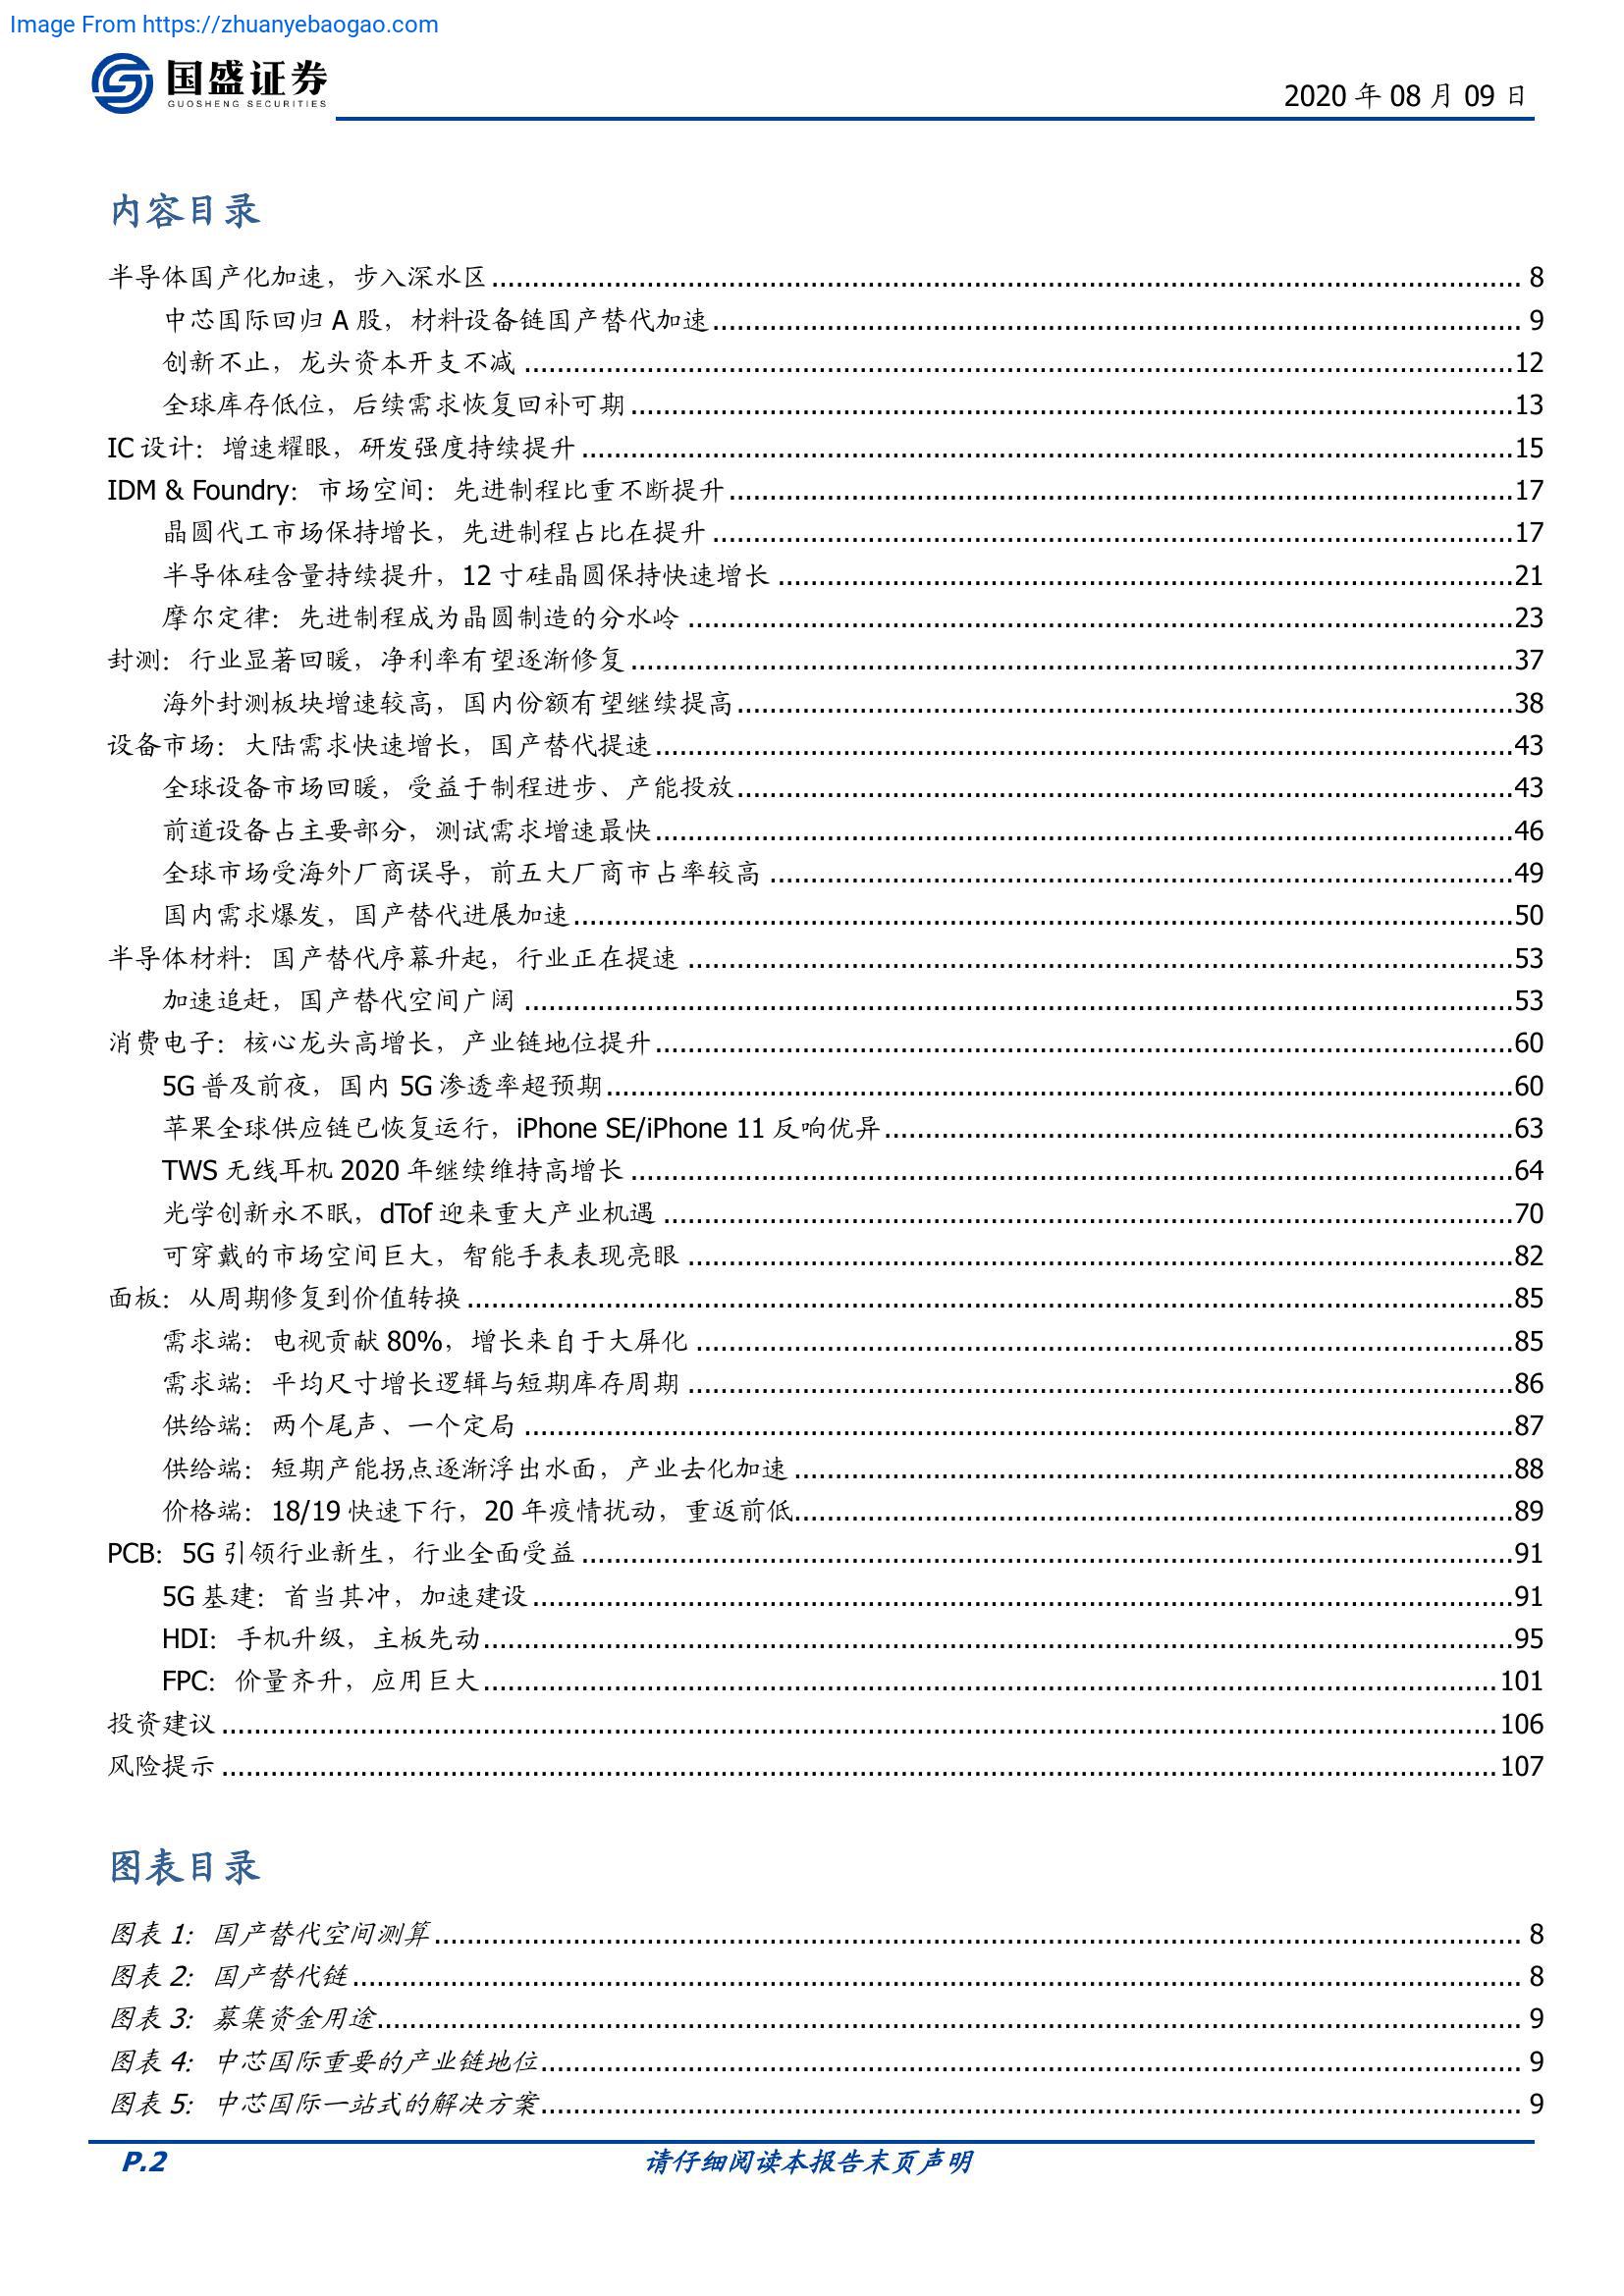 Image From https://zhuanyebaogao.com
国盛证券
GUOSHENG SECURITIES
2020 年 08 月 09 日
内容目录
半导体国产化加速，步入深水区 8
中芯国际回归 A 股，材料设备链国产替代加速 9
创新不止，龙头资本开支不减 12
全球库存低位，后续需求恢复回补可期 13
IC 设计：增速耀眼，研发强度持续提升 15
IDM & Foundry：市场空间：先进制程比重不断提升 17
晶圆代工市场保持增长，先进制程占比在提升 17
半导体硅含量持续提升，12 寸硅晶圆保持快速增长 21
摩尔定律：先进制程成为晶圆制造的分水岭 23
封测：行业显著回暖，净利率有望逐渐修复 37
海外封测板块增速较高，国内份额有望继续提高 38
设备市场：大陆需求快速增长，国产替代提速 43
全球设备市场回暖，受益于制程进步、产能投放 43
前道设备占主要部分，测试需求增速最快 46
全球市场受海外厂商误导，前五大厂商市占率较高 49
国内需求爆发，国产替代进展加速 50
半导体材料：国产替代序幕升起，行业正在提速 53
加速追赶，国产替代空间广阔 53
消费电子：核心龙头高增长，产业链地位提升 60
5G 普及前夜，国内 5G 渗透率超预期 60
苹果全球供应链已恢复运行，iPhone SE/iPhone 11 反响优异 63
TWS 无线耳机 2020 年继续维持高增长 64
光学创新永不眠，dTof 迎来重大产业机遇 70
可穿戴的市场空间巨大，智能手表表现亮眼 82
面板：从周期修复到价值转换 85
需求端：电视贡献 80%，增长来自于大屏化 85
需求端：平均尺寸增长逻辑与短期库存周期 86
供给端：两个尾声、一个定局 87
供给端：短期产能拐点逐渐浮出水面，产业去化加速 88
价格端：18/19 快速下行，20 年疫情扰动，重返前低 89
PCB：5G 引领行业新生，行业全面受益 91
5G 基建：首当其冲，加速建设 91
HDI：手机升级，主板先动 95
FPC：价量齐升，应用巨大 101
投资建议 106
风险提示 107
图表目录
图表 1：国产替代空间测算 8
图表 2：国产替代链 8
图表 3：募集资金用途 9
图表 4：中芯国际重要的产业链地位 9
图表 5：中芯国际一站式的解决方案 9
P.2 请仔细阅读本报告末页声明